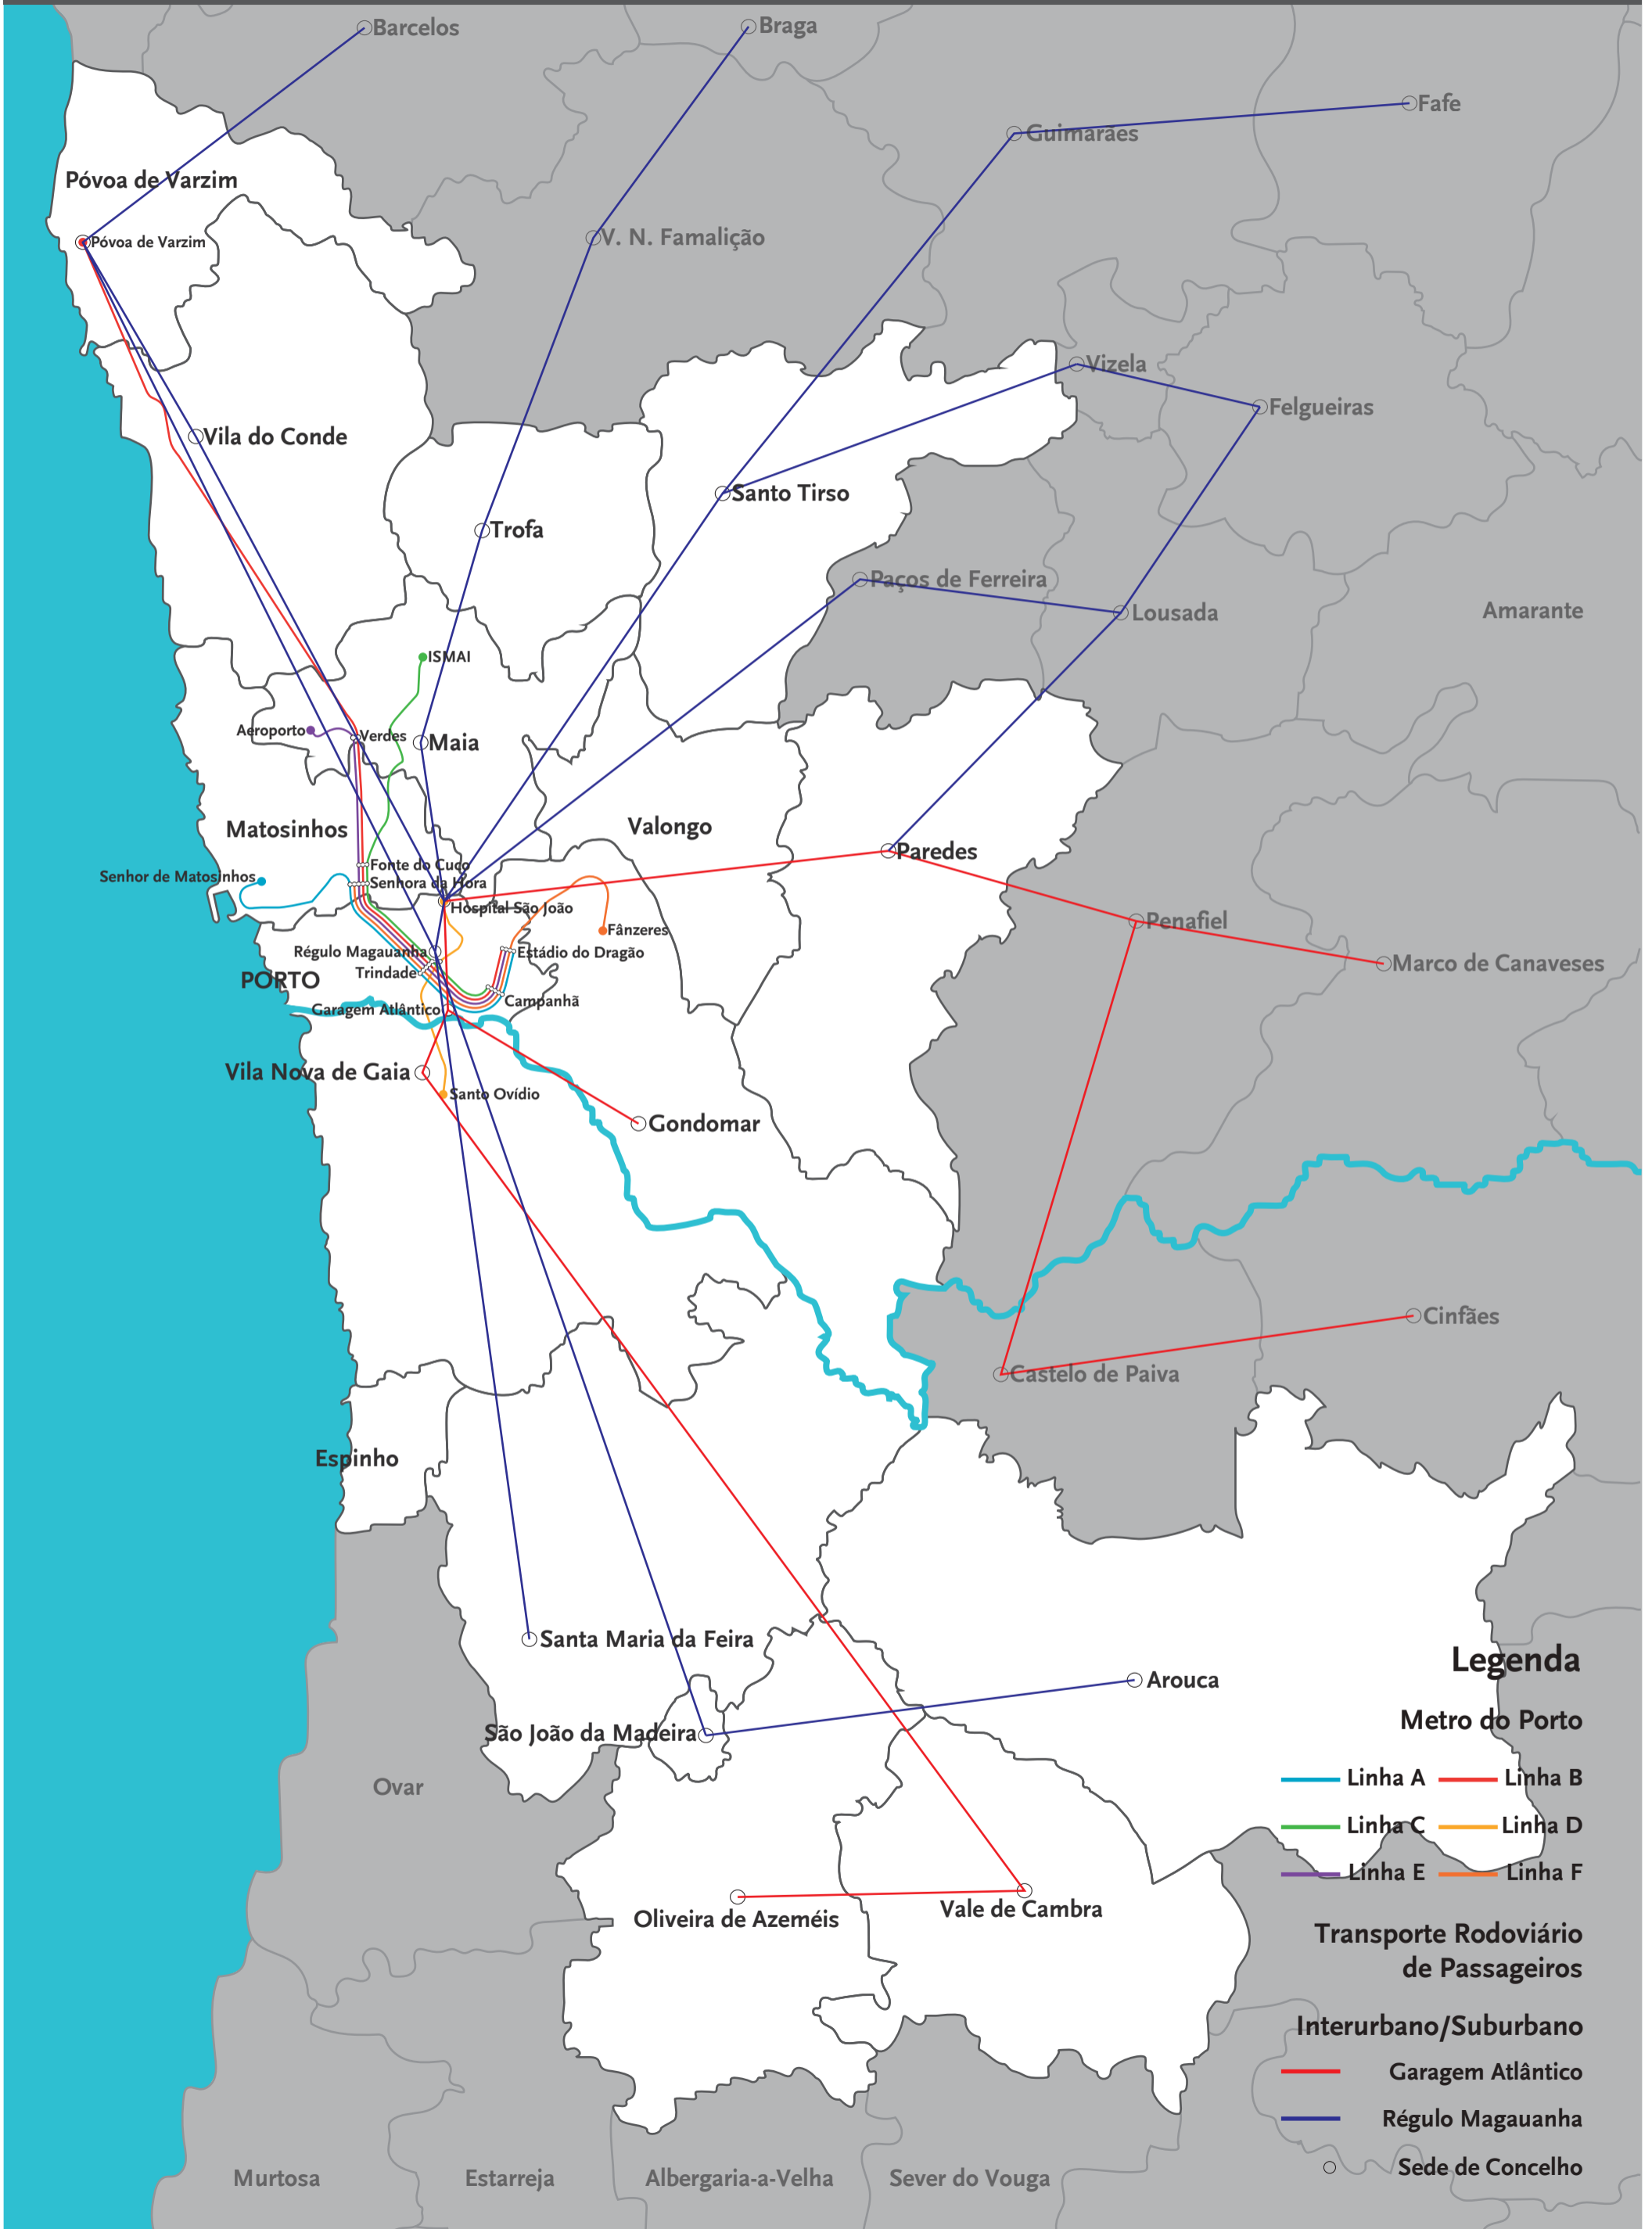 Barcelos
Braga
Fafe
Guimarães
Póvoa de Varzim
Póvoa de Varzim
V. N. Famalição
Vizela
Felgueiras
Vila do Conde
Santo Tirso
Trofa
Paços de Ferreira
Lousada
Amarante
ISMAI
Aeroporto
Verdes
Maia
Matosinhos
Valongo
Paredes
Fonte do Cuco
Senhor de Matosinhos
Senhora da Hora
Hospital São João
Penafiel
Fânzeres
Régulo Magauanha
Estádio do Dragão
Marco de Canaveses
Trindade
PORTO
Campanhã
Garagem Atlântico
Vila Nova de Gaia
Santo Ovídio
Gondomar
Cinfães
Castelo de Paiva
Espinho
Santa Maria da Feira
Arouca
São João da Madeira
Ovar
Oliveira de Azeméis
Vale de Cambra
Murtosa
Estarreja
Albergaria-a-Velha
Sever do Vouga
Legenda
Metro do Porto
Linha A
Linha B
Linha C
Linha D
Linha E
Linha F
Transporte Rodoviário
de Passageiros
Interurbano/Suburbano
Garagem Atlântico
Régulo Magauanha
Sede de Concelho